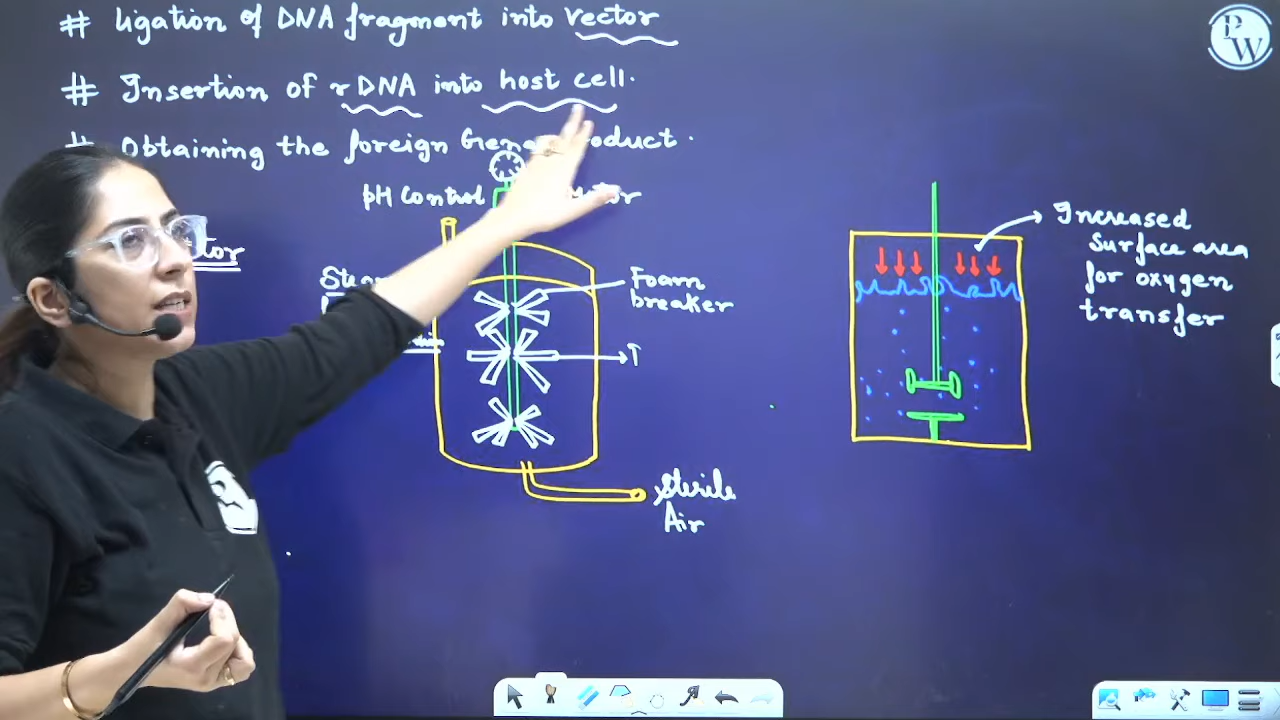 # Ligation of DNA fragment into vector
# Insertion of rDNA into host cell.
# Obtaining the foreign Gene
pH Control
Foam
breaker
Sterile
Air
Increased
Surface area
for oxygen
transfer
PW